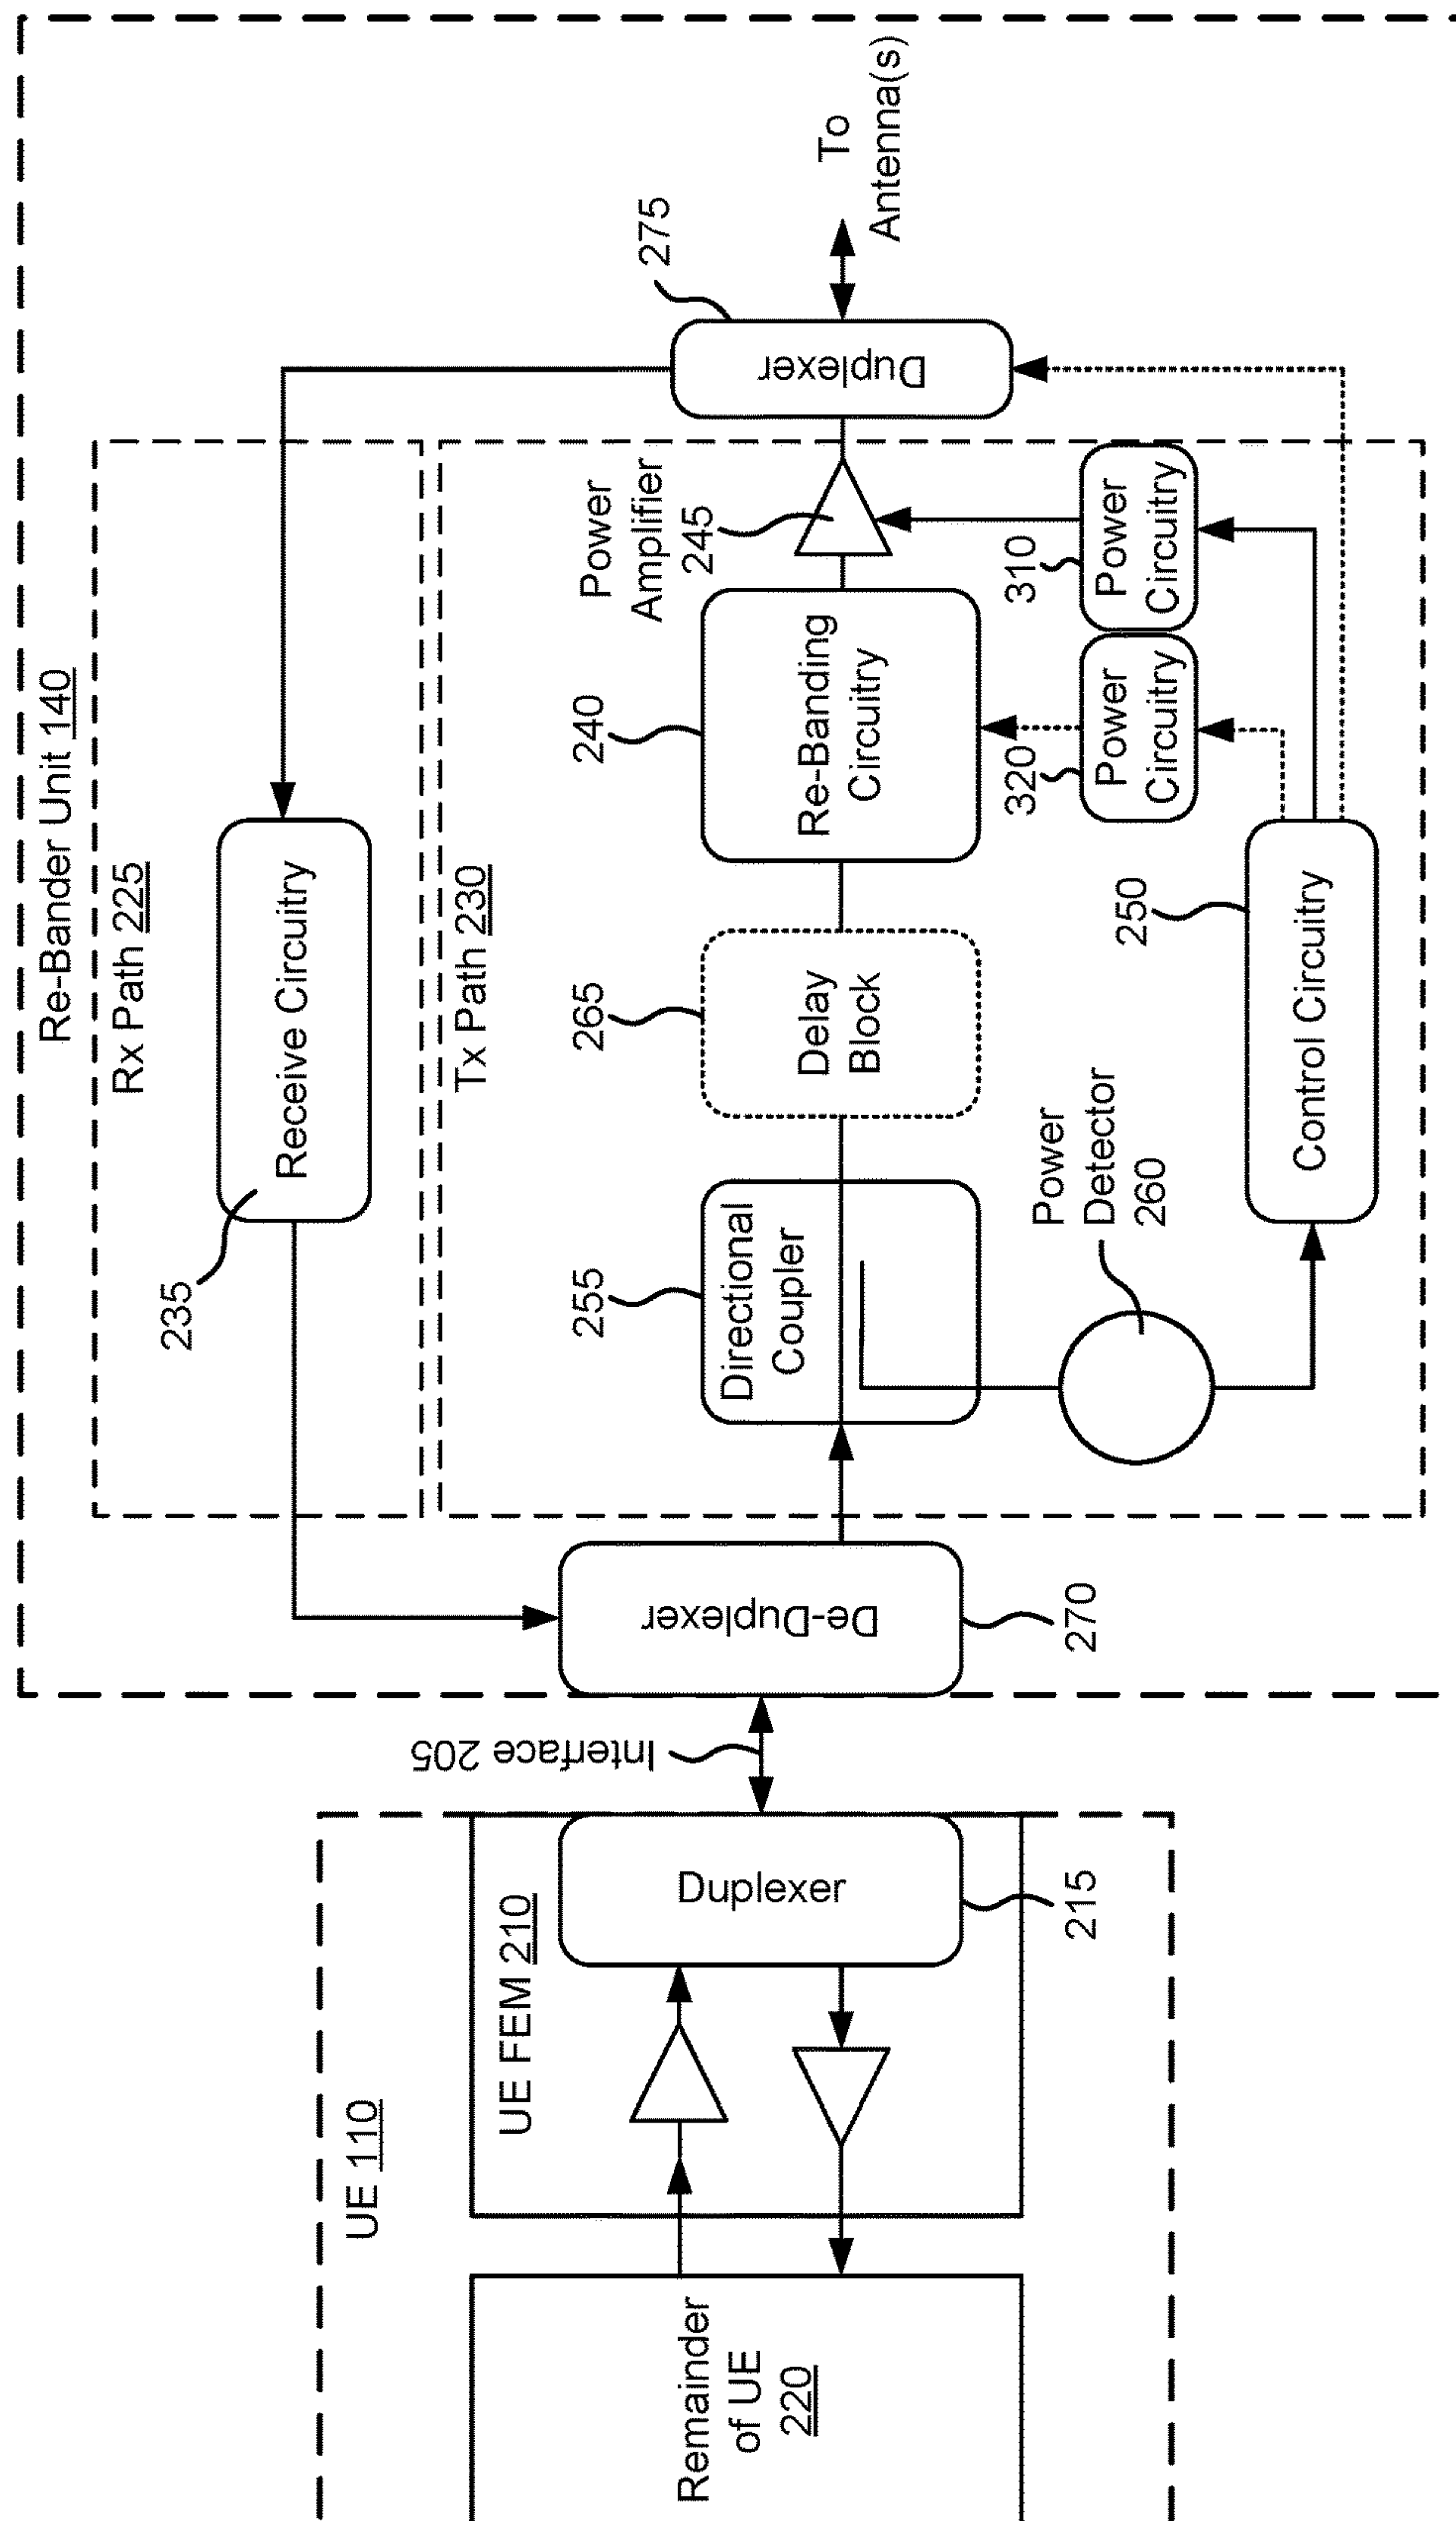 Re-Bander Unit 140
Rx Path 225
Receive Circuitry
235
Tx Path 230
UE 110
UE FEM 210
Remainder
of UE
220
Duplexer
215
Interface 205
De-Duplexer
270
255
Directional
Coupler
265
Delay
Block
240
Re-Banding
Circuitry
Power
Amplifier
245
275
Duplexer
To
Antenna(s)
Power
Detector
260
250
Control Circuitry
320
Power
Circuitry
310
Power
Circuitry